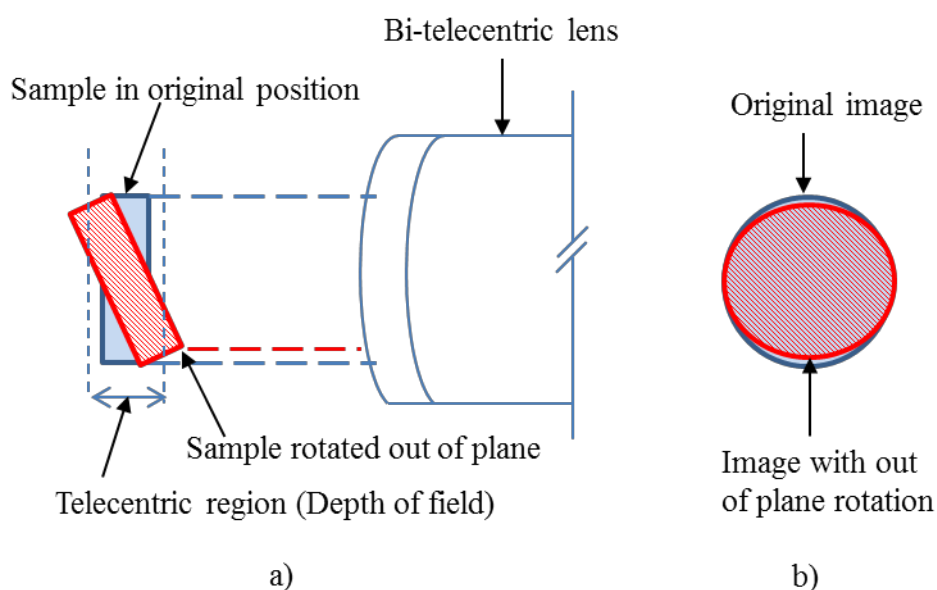 Bi-telecentric lens
Sample in original position
Original image
Sample rotated out of plane
Telecentric region (Depth of field)
Image with out
of plane rotation
a)
b)